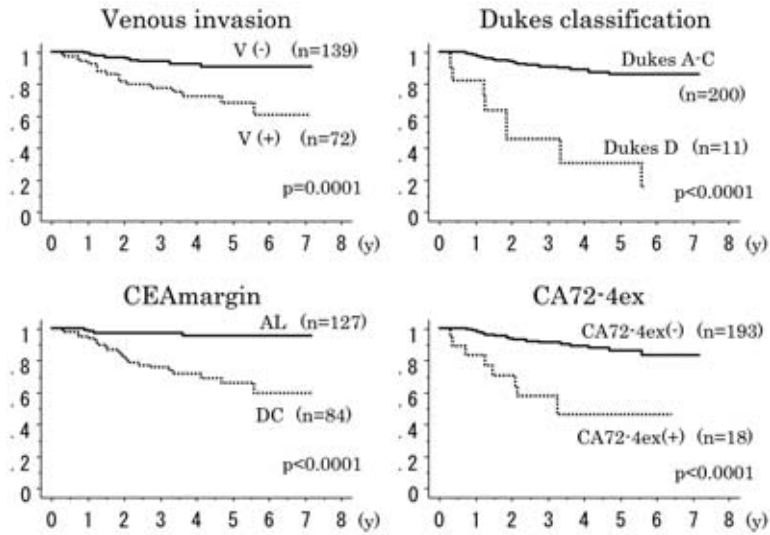 Venous invasion
1
. 8
. 6
. 4
. 2
0
V (-) (n=139)
V (+) (n=72)
p=0.0001
0 1 2 3 4 5 6 7 8 (y)
Dukes classification
1
. 8
. 6
. 4
. 2
0
Dukes A-C
(n=200)
Dukes D (n=11)
p<0.0001
0 1 2 3 4 5 6 7 8 (y)
CEAmargin
1
. 8
. 6
. 4
. 2
0
AL (n=127)
DC (n=84)
p<0.0001
0 1 2 3 4 5 6 7 8 (y)
CA72-4ex
1
. 8
. 6
. 4
. 2
0
CA72-4ex(-) (n=193)
CA72-4ex(+) (n=18)
p<0.0001
0 1 2 3 4 5 6 7 8 (y)